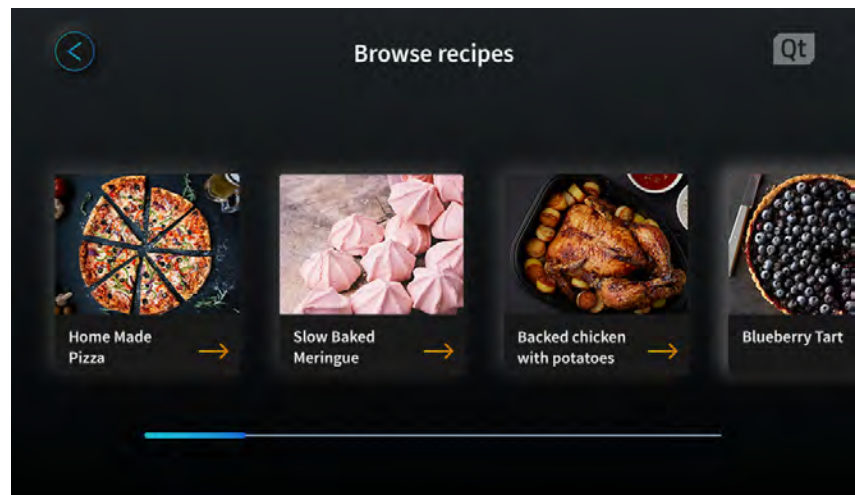 Browse recipes
Qt
Home Made
Pizza
Slow Baked
Meringue
Backed chicken
with potatoes
Blueberry Tart